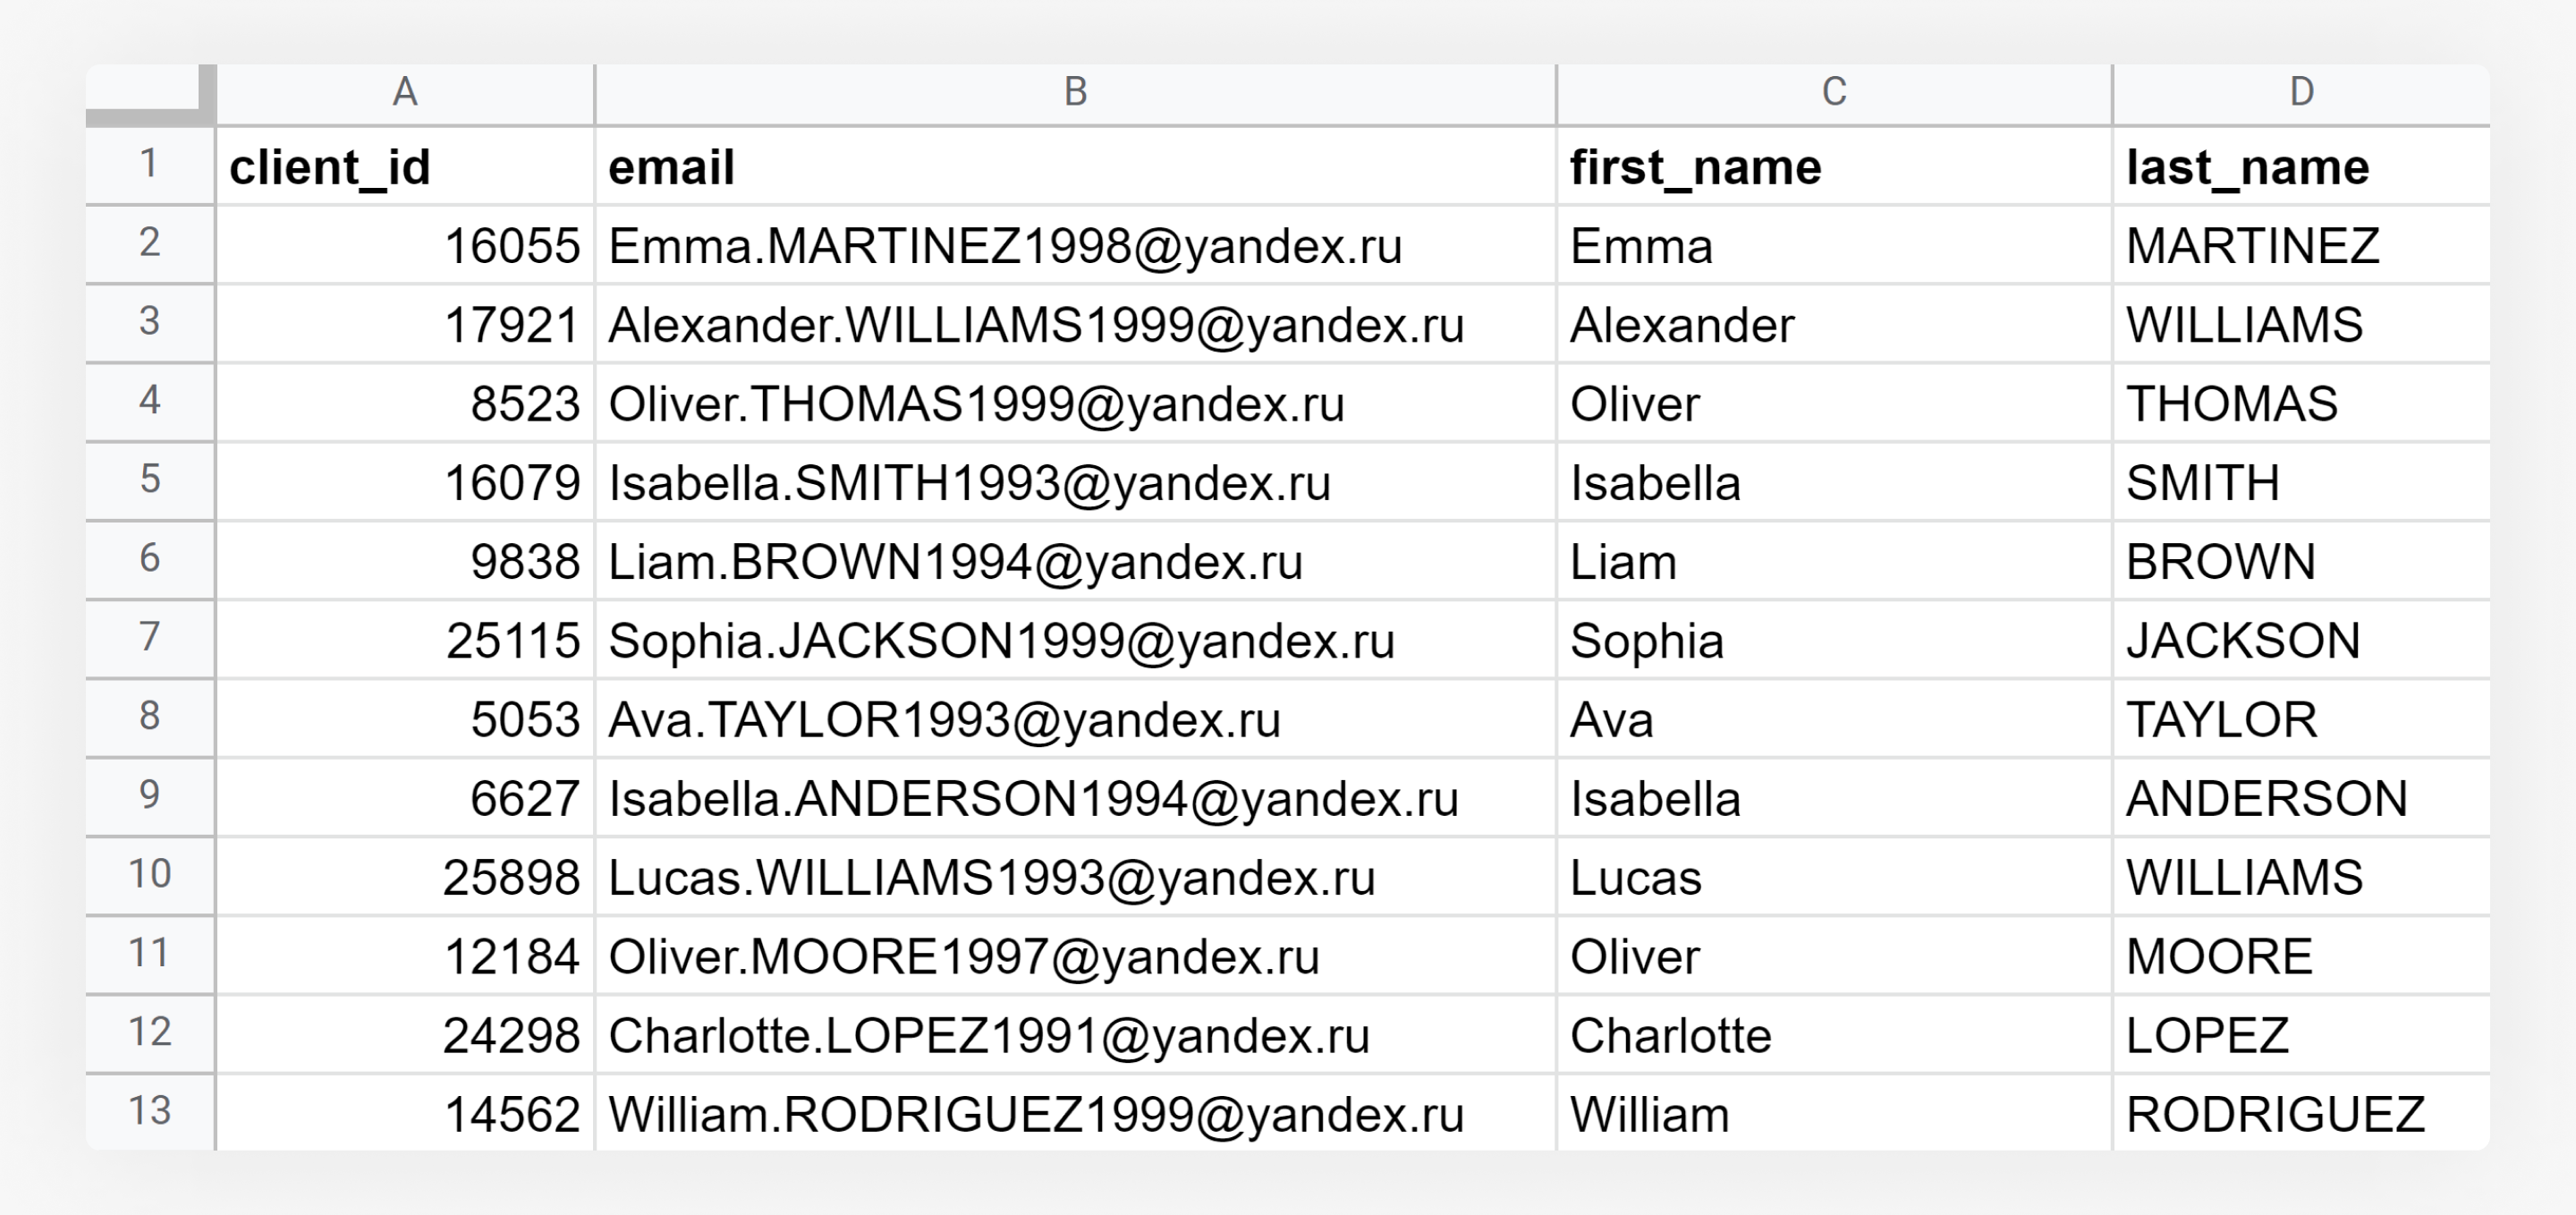 A B C D
1 client_id email first_name last_name
2 16055 Emma.MARTINEZ1998@yandex.ru Emma MARTINEZ
3 17921 Alexander.WILLIAMS1999@yandex.ru Alexander WILLIAMS
4 8523 Oliver.THOMAS1999@yandex.ru Oliver THOMAS
5 16079 Isabella.SMITH1993@yandex.ru Isabella SMITH
6 9838 Liam.BROWN1994@yandex.ru Liam BROWN
7 25115 Sophia.JACKSON1999@yandex.ru Sophia JACKSON
8 5053 Ava.TAYLOR1993@yandex.ru Ava TAYLOR
9 6627 Isabella.ANDERSON1994@yandex.ru Isabella ANDERSON
10 25898 Lucas.WILLIAMS1993@yandex.ru Lucas WILLIAMS
11 12184 Oliver.MOORE1997@yandex.ru Oliver MOORE
12 24298 Charlotte.LOPEZ1991@yandex.ru Charlotte LOPEZ
13 14562 William.RODRIGUEZ1999@yandex.ru William RODRIGUEZ